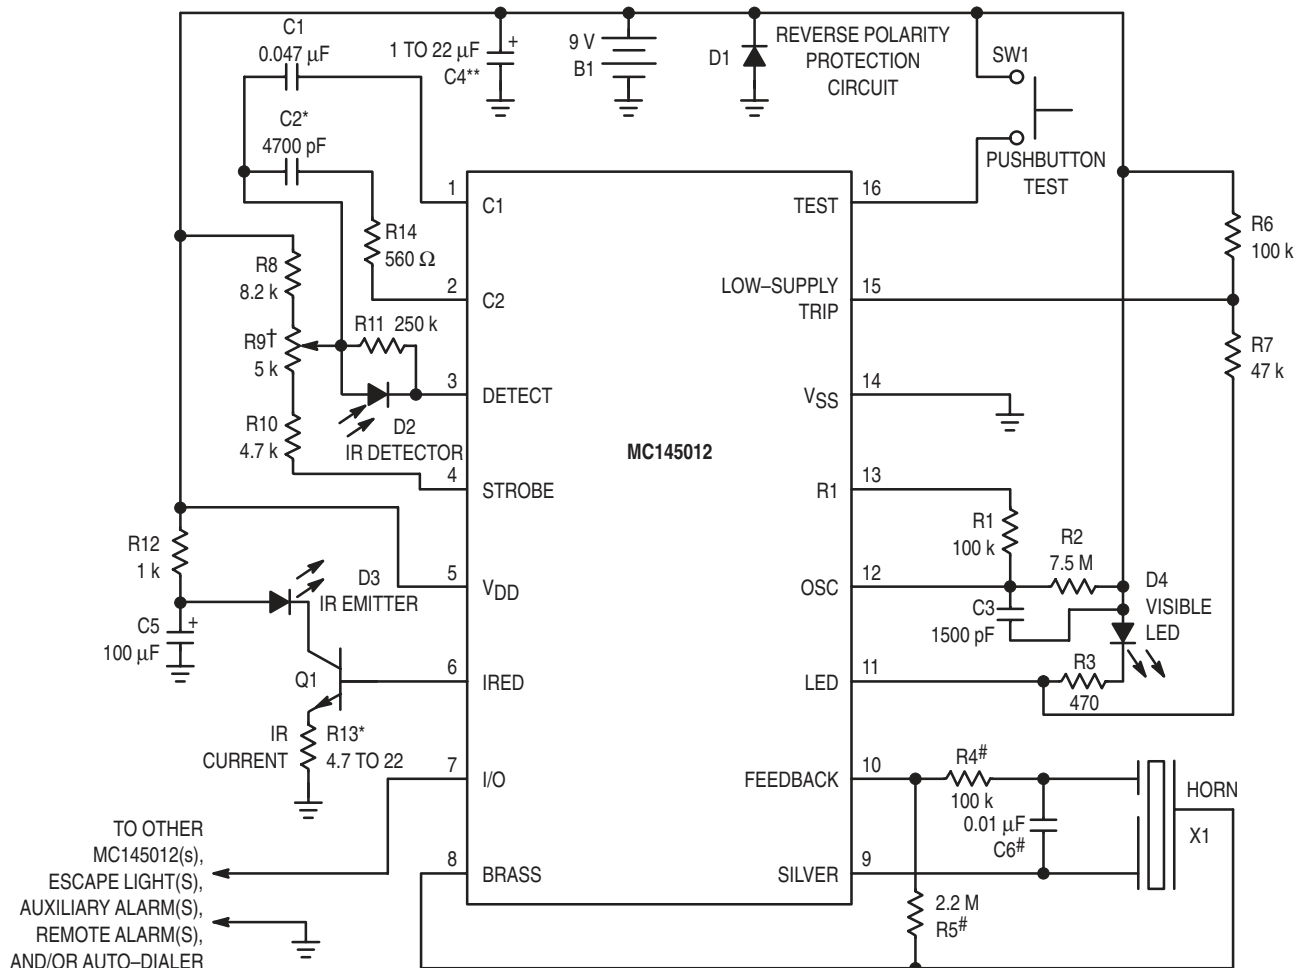 C1
0.047 µF
1 TO 22 µF
C4**
+
9 V
B1
D1
REVERSE POLARITY
PROTECTION
CIRCUIT
SW1
PUSHBUTTON
TEST
C2*
4700 pF
R14
560 Ω
R8
8.2 k
R9†
5 k
R11 250 k
R10
4.7 k
D2
IR DETECTOR
R12
1 k
D3
IR EMITTER
C5
100 µF
+
Q1
IR
CURRENT
R13*
4.7 TO 22
TO OTHER
MC145012(s),
ESCAPE LIGHT(S),
AUXILIARY ALARM(S),
REMOTE ALARM(S),
AND/OR AUTO–DIALER
1
C1
2
C2
3
DETECT
4
STROBE
5
VDD
6
IRED
7
I/O
8
BRASS
MC145012
TEST
16
LOW–SUPPLY
TRIP
15
VSS
14
R1
13
OSC
12
LED
11
FEEDBACK
10
SILVER
9
R6
100 k
R7
47 k
R1
100 k
R2
7.5 M
C3
1500 pF
D4
VISIBLE
LED
R3
470
R4#
100 k
0.01 µF
C6#
HORN
X1
2.2 M
R5#